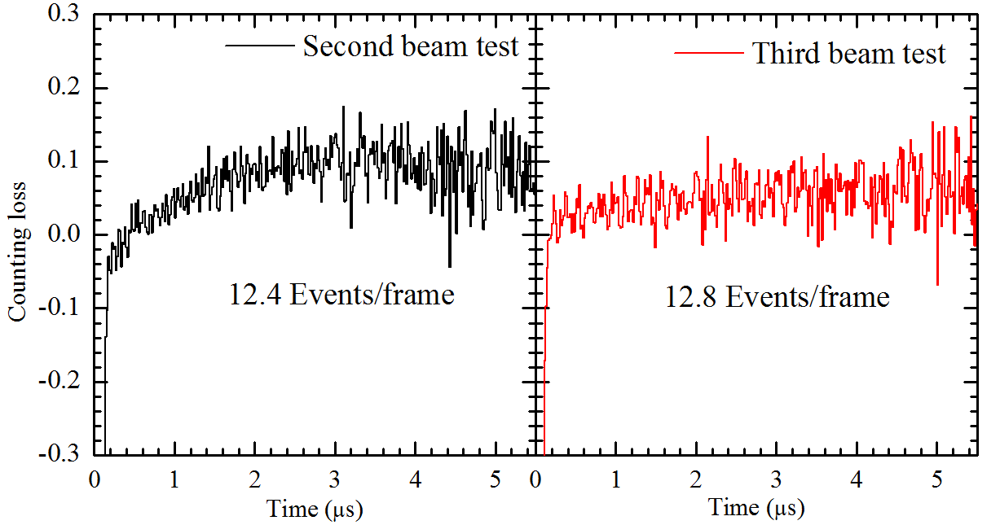 Second beam test
Third beam test
0.3
0.2
0.1
0.0
-0.1
-0.2
-0.3
Counting loss
12.4 Events/frame
12.8 Events/frame
0 1 2 3 4 5
0 1 2 3 4 5
Time (µs)
Time (µs)